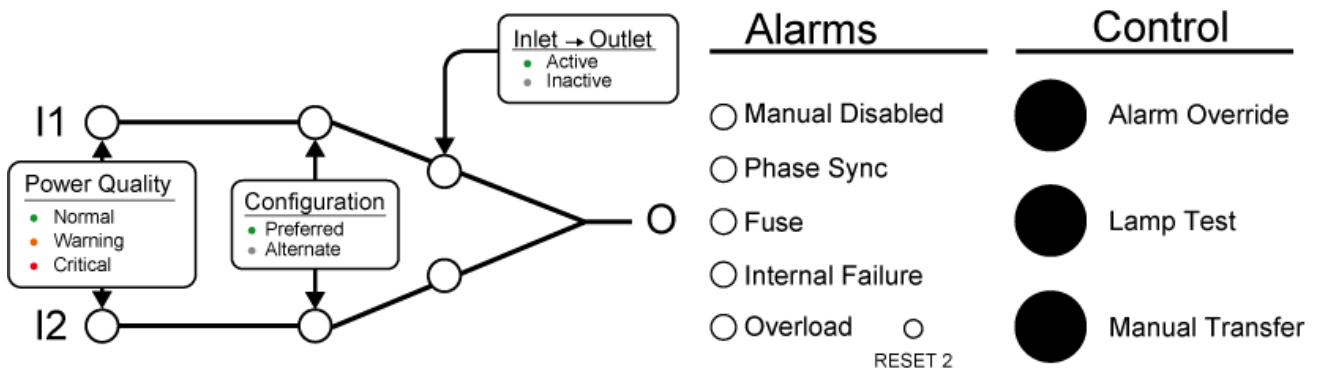 Inlet → Outlet
Active
Inactive
I1
Power Quality
Normal
Warning
Critical
Configuration
Preferred
Alternate
I2
O
Alarms
Manual Disabled
Phase Sync
Fuse
Internal Failure
Overload
RESET 2
Control
Alarm Override
Lamp Test
Manual Transfer